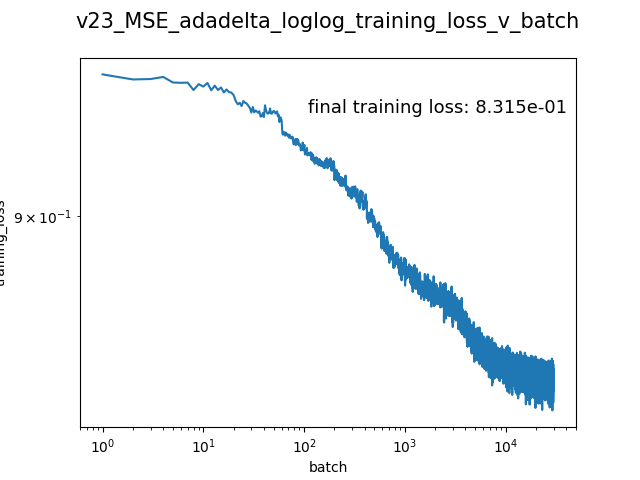 v23_MSE_adadelta_loglog_training_loss_v_batch
final training loss: 8.315e-01
9 × 10⁻¹
training_loss
10⁰ 10¹ 10² 10³ 10⁴
batch